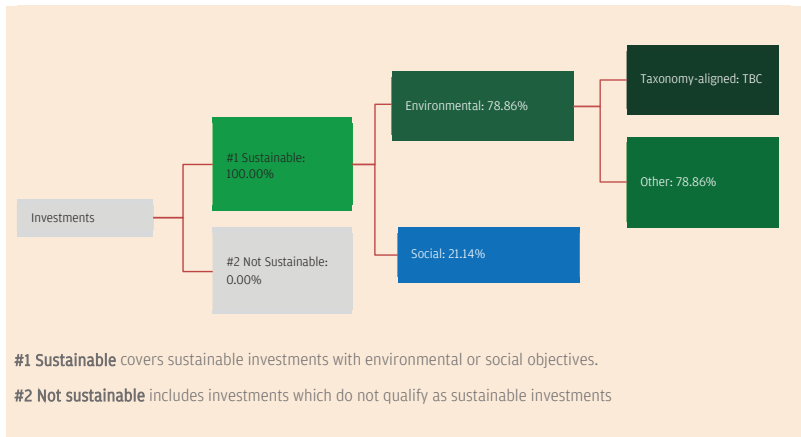 Taxonomy-aligned: TBC
Environmental: 78.86%
#1 Sustainable:
100.00%
Other: 78.86%
Investments
Social: 21.14%
#2 Not Sustainable:
0.00%
#1 Sustainable covers sustainable investments with environmental or social objectives.
#2 Not sustainable includes investments which do not qualify as sustainable investments